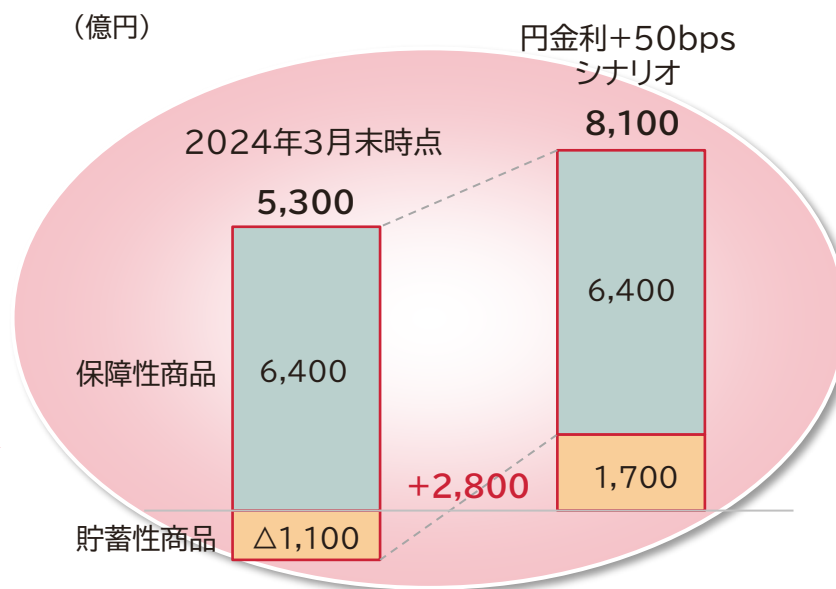 （億円）
円金利+50bps
シナリオ
8,100
2024年3月末時点
5,300
6,400
保障性商品
6,400
+2,800
1,700
貯蓄性商品
△1,100